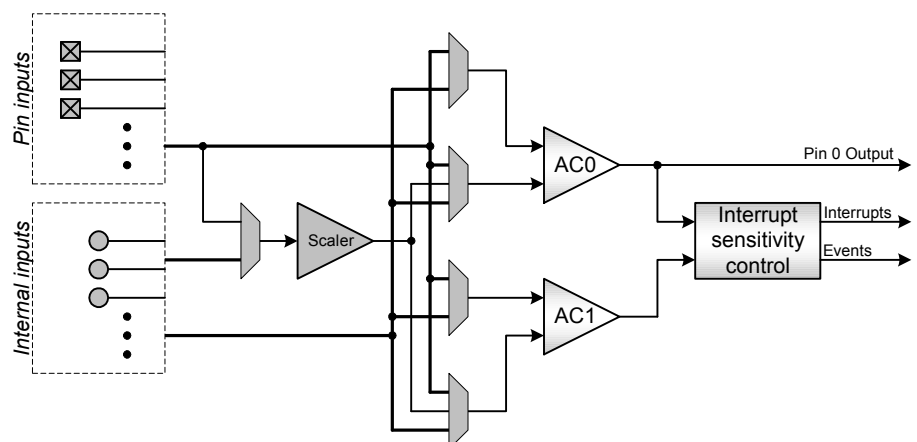 Pin inputs
Internal inputs
Scaler
AC0
AC1
Pin 0 Output
Interrupt
sensitivity
control
Interrupts
Events